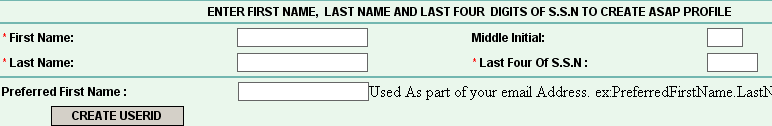 ENTER FIRST NAME, LAST NAME AND LAST FOUR DIGITS OF S.S.N TO CREATE ASAP PROFILE
* First Name: Middle Initial:
* Last Name: * Last Four Of S.S.N :
Preferred First Name : Used As part of your email Address. ex:PreferredFirstName.LastN
CREATE USERID